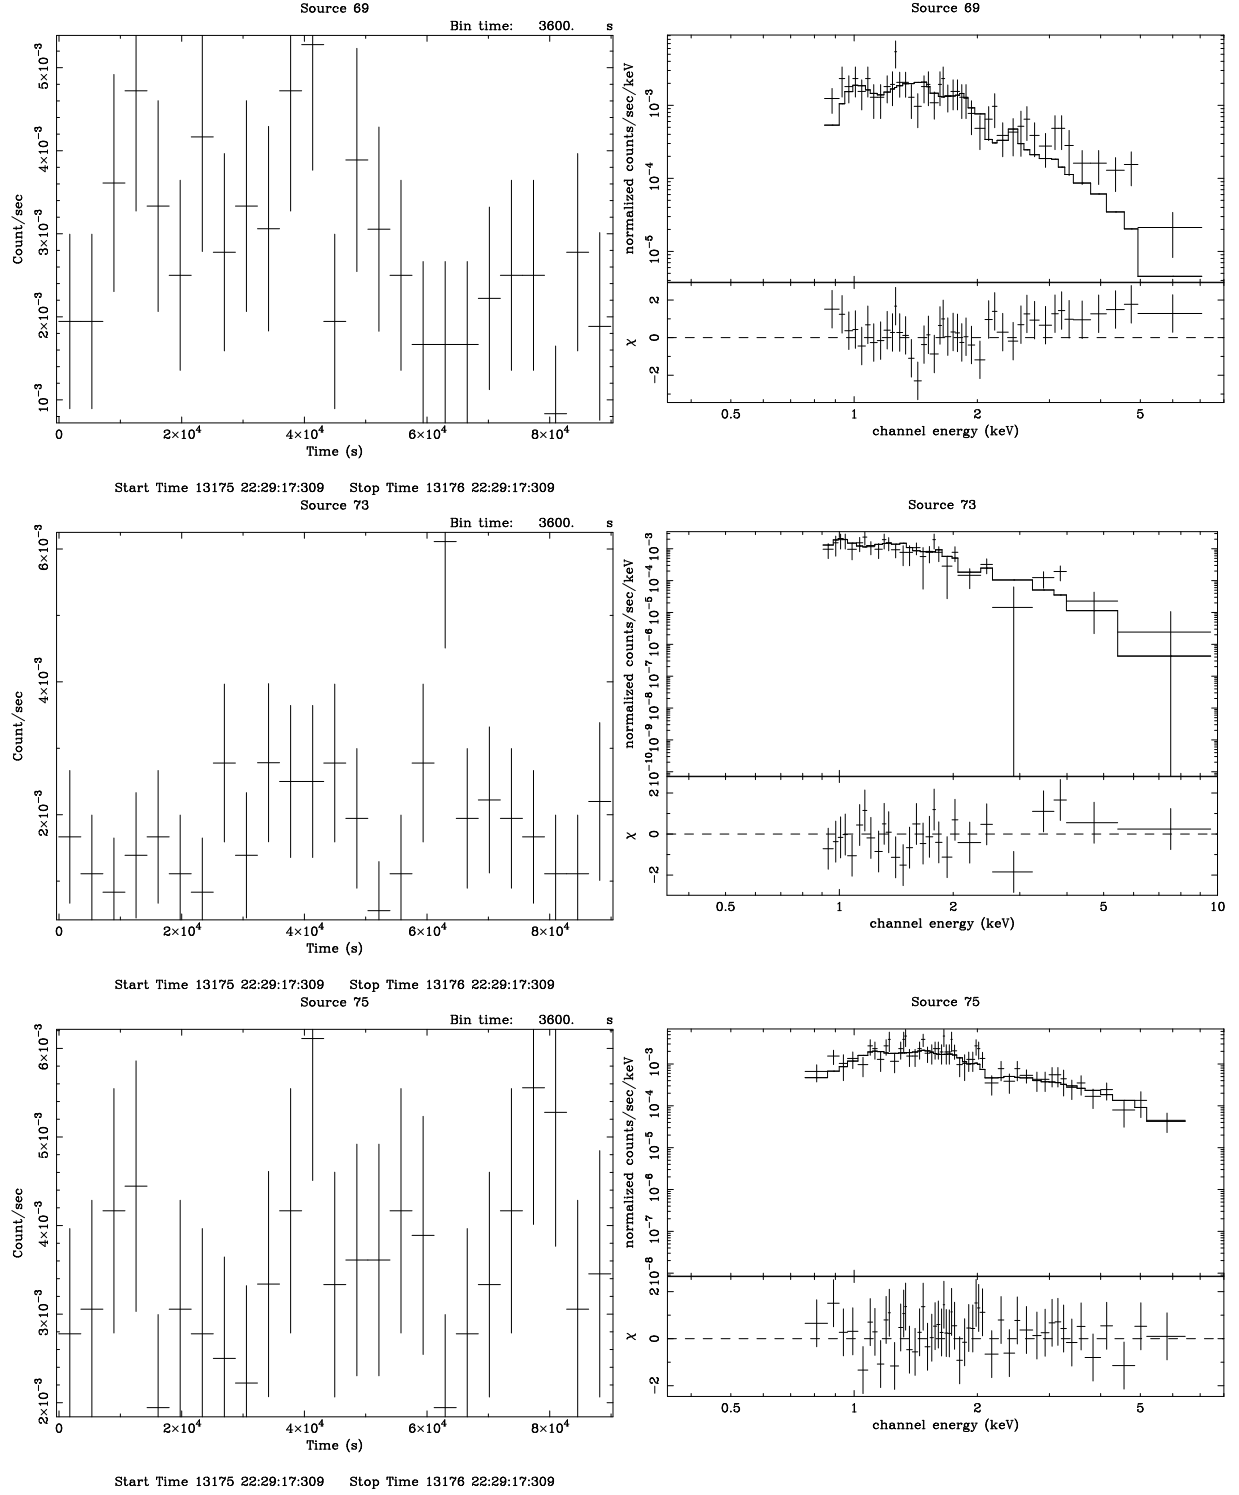 Source 69
Bin time: 3600. s
Count/sec
5×10⁻³
4×10⁻³
3×10⁻³
2×10⁻³
10⁻³
0 2×10⁴ 4×10⁴ 6×10⁴ 8×10⁴
Time (s)
Start Time 13175 22:29:17:309 Stop Time 13176 22:29:17:309
Source 69
normalized counts/sec/keV
10⁻³
10⁻⁴
10⁻⁵
χ
2
0
−2
0.5 1 2 5
channel energy (keV)
Source 73
Bin time: 3600. s
Count/sec
6×10⁻³
4×10⁻³
2×10⁻³
0 2×10⁴ 4×10⁴ 6×10⁴ 8×10⁴
Time (s)
Start Time 13175 22:29:17:309 Stop Time 13176 22:29:17:309
Source 73
normalized counts/sec/keV
10⁻³
10⁻⁴
10⁻⁵
10⁻⁶
10⁻⁷
10⁻⁸
10⁻⁹
10⁻¹⁰
χ
2
0
−2
0.5 1 2 5 10
channel energy (keV)
Source 75
Bin time: 3600. s
Count/sec
6×10⁻³
5×10⁻³
4×10⁻³
3×10⁻³
2×10⁻³
0 2×10⁴ 4×10⁴ 6×10⁴ 8×10⁴
Time (s)
Start Time 13175 22:29:17:309 Stop Time 13176 22:29:17:309
Source 75
normalized counts/sec/keV
10⁻³
10⁻⁴
10⁻⁵
10⁻⁶
10⁻⁷
10⁻⁸
χ
2
0
−2
0.5 1 2 5
channel energy (keV)